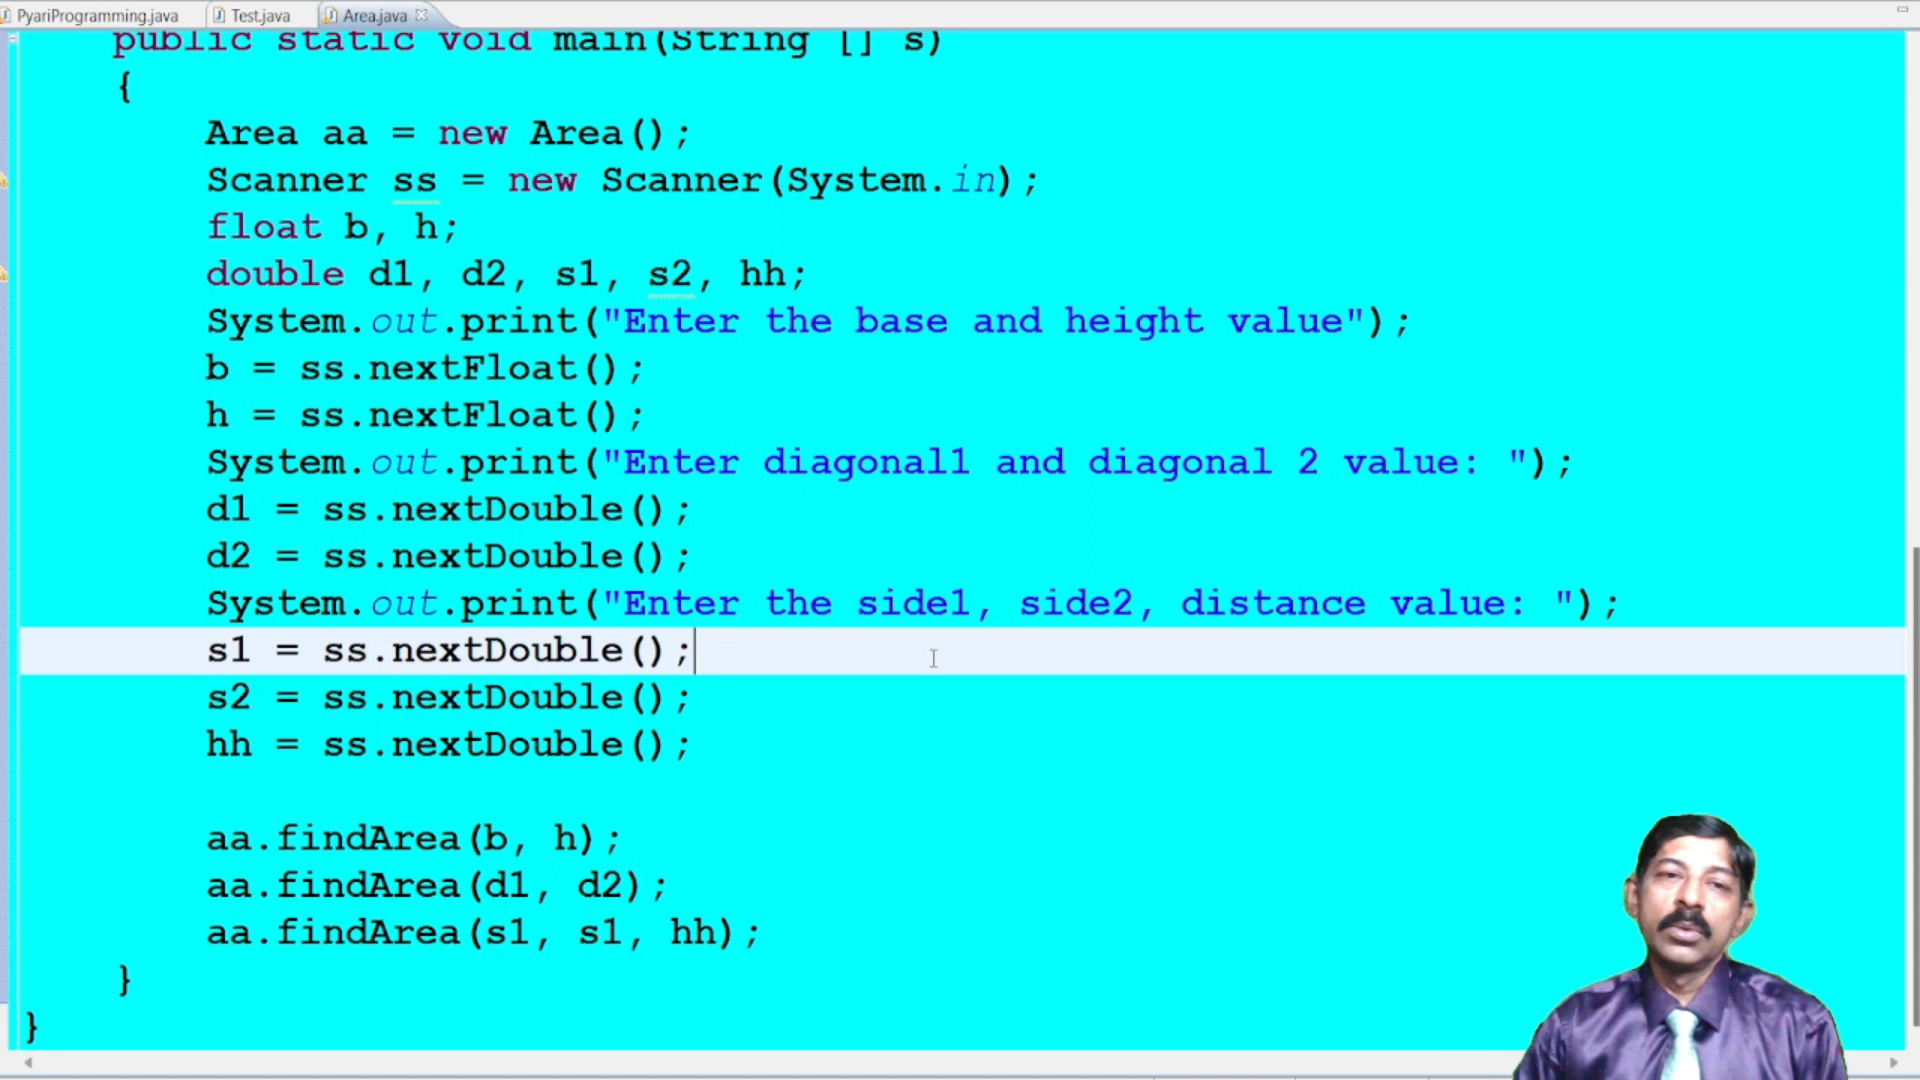 PyariProgramming.java Test.java Area.java
public static void main(String [] s)
{
Area aa = new Area();
Scanner ss = new Scanner(System.in);
float b, h;
double d1, d2, s1, s2, hh;
System.out.print("Enter the base and height value");
b = ss.nextFloat();
h = ss.nextFloat();
System.out.print("Enter diagonal1 and diagonal 2 value: ");
d1 = ss.nextDouble();
d2 = ss.nextDouble();
System.out.print("Enter the side1, side2, distance value: ");
s1 = ss.nextDouble();
s2 = ss.nextDouble();
hh = ss.nextDouble();
aa.findArea(b, h);
aa.findArea(d1, d2);
aa.findArea(s1, s1, hh);
}
}